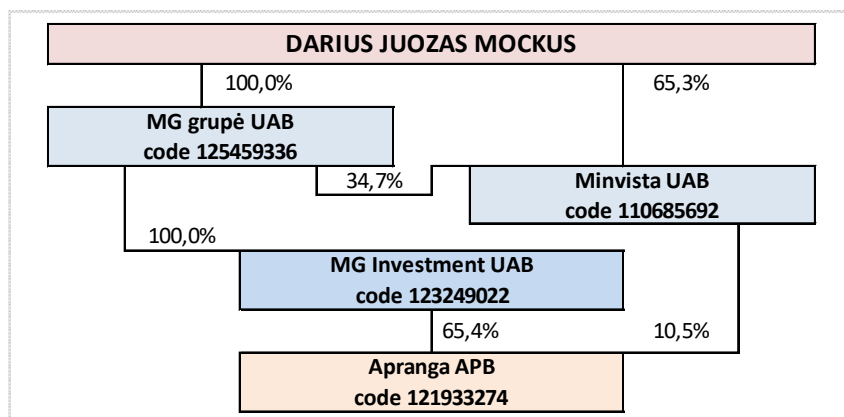 DARIUS JUOZAS MOCKUS
100,0%
65,3%
MG grupė UAB
code 125459336
34,7%
Minvista UAB
code 110685692
100,0%
MG Investment UAB
code 123249022
65,4%
10,5%
Apranga APB
code 121933274